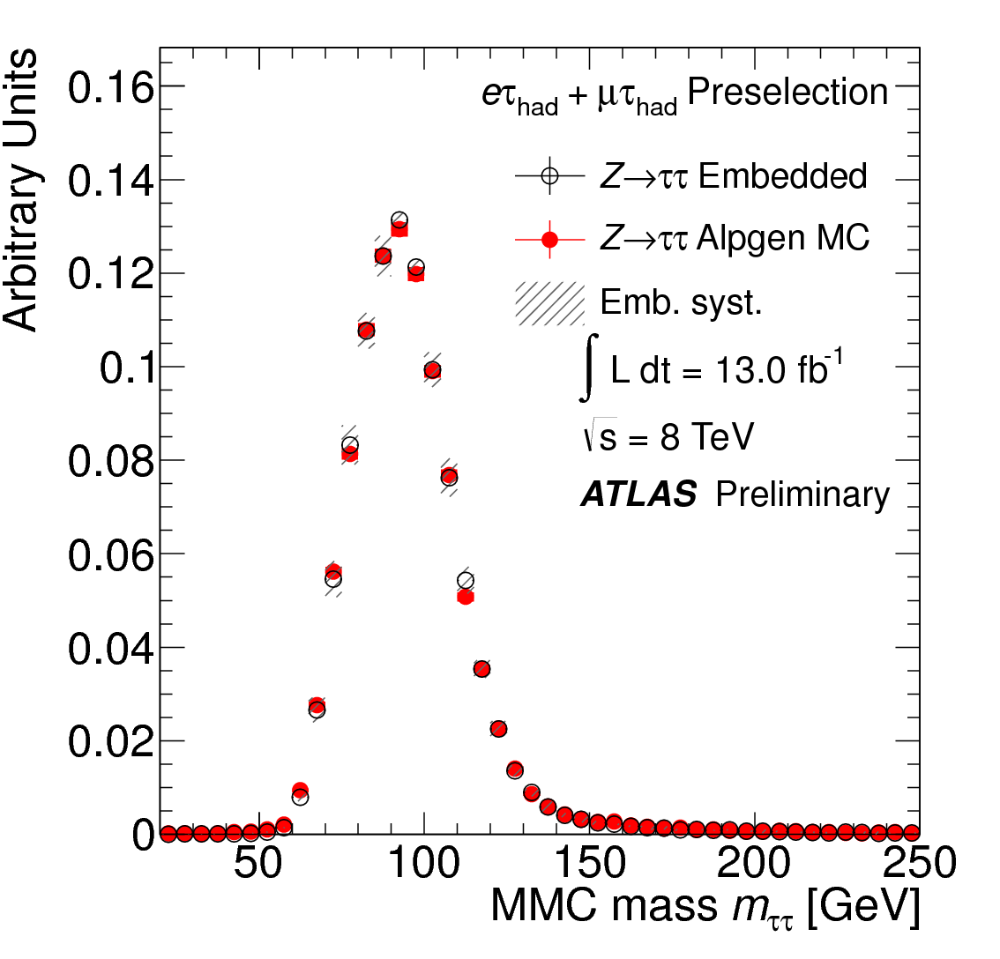 Arbitrary Units
0.16
0.14
0.12
0.1
0.08
0.06
0.04
0.02
0
eτhad + μτhad Preselection
Z→ττ Embedded
Z→ττ Alpgen MC
Emb. syst.
∫ L dt = 13.0 fb-1
√s = 8 TeV
ATLAS Preliminary
50 100 150 200 250
MMC mass mττ [GeV]